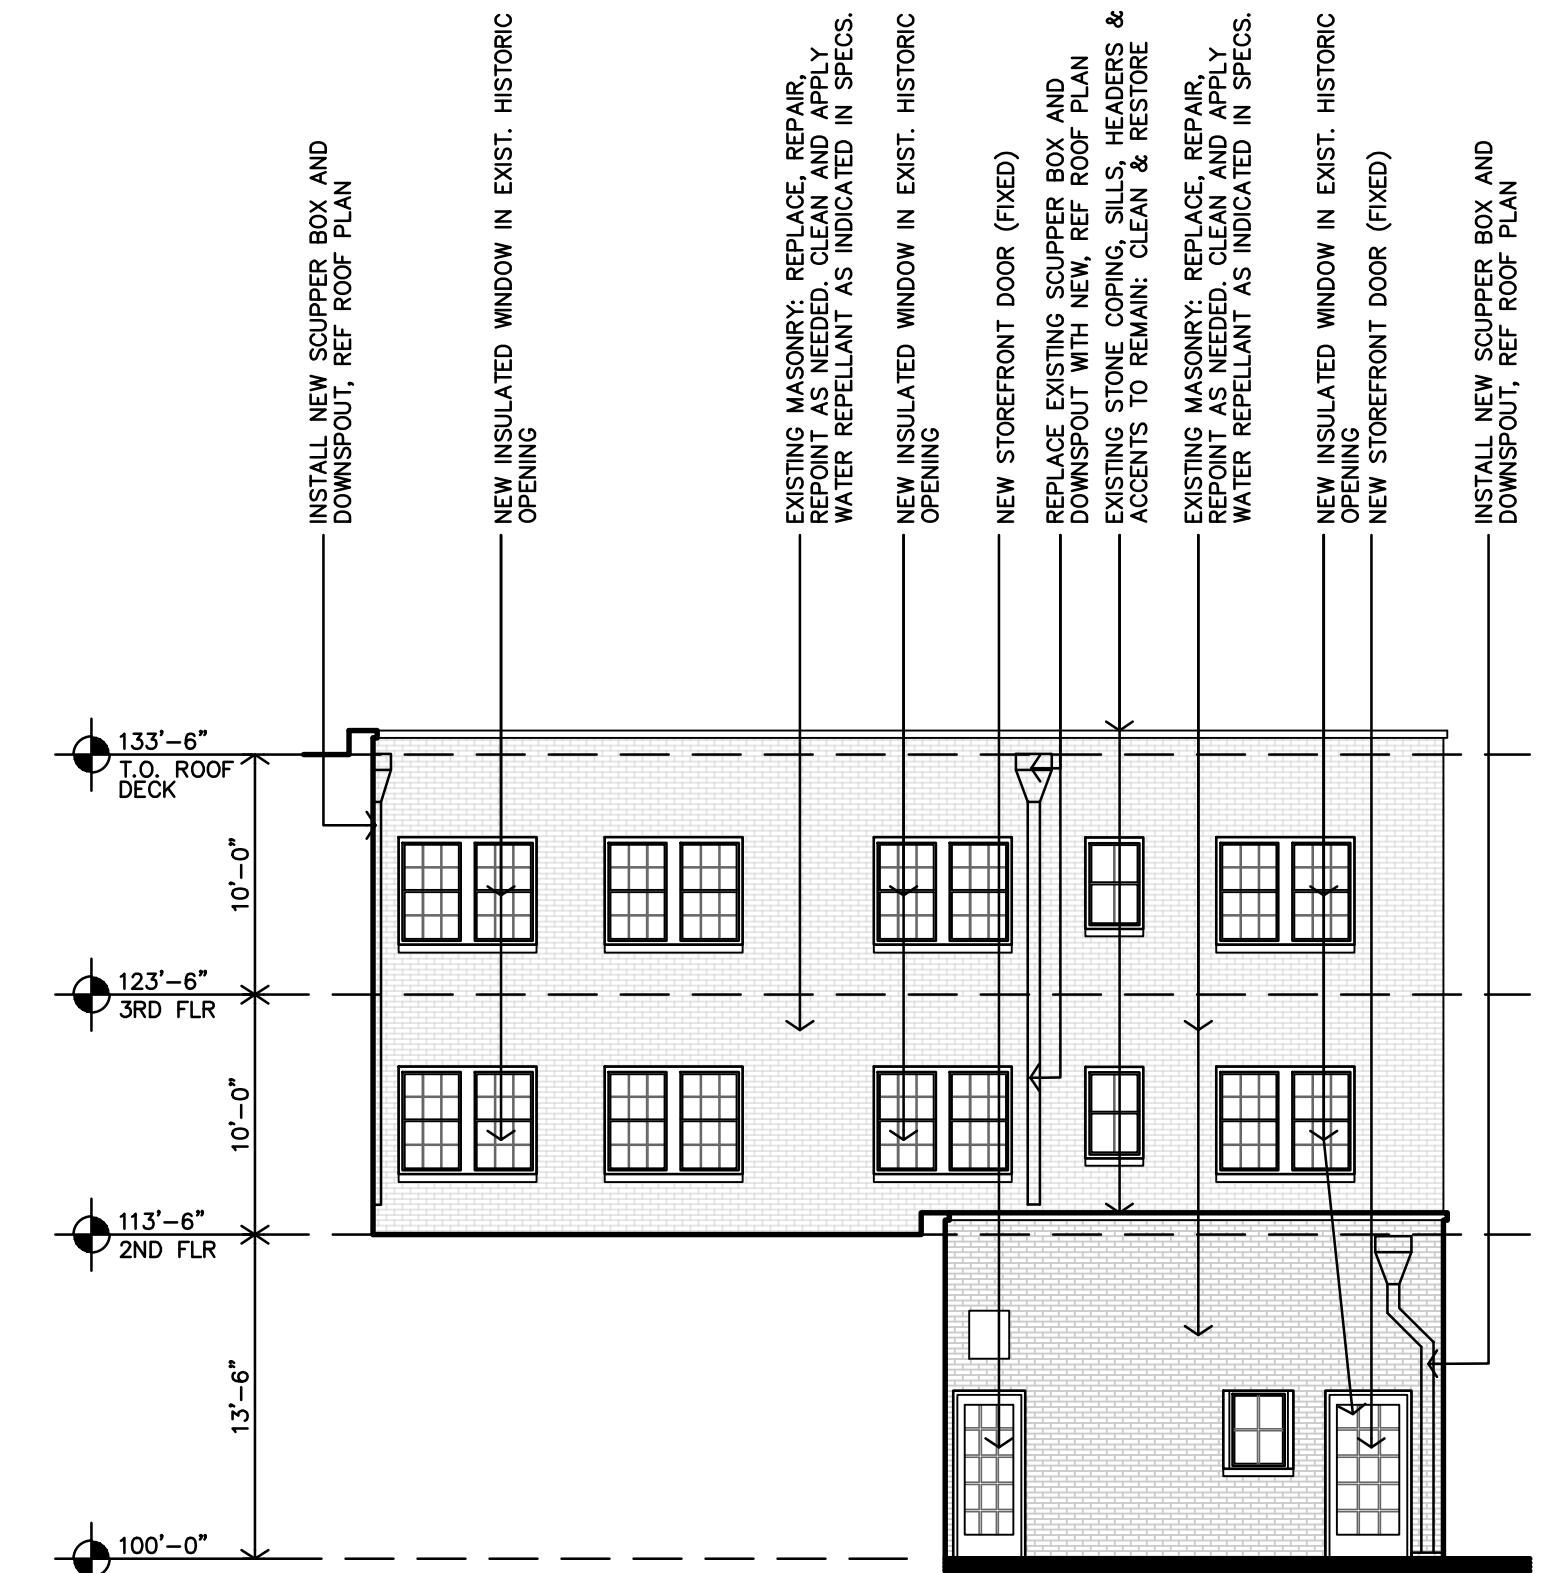 INSTALL NEW SCUPPER BOX AND
DOWNSPOUT, REF ROOF PLAN
NEW INSULATED WINDOW IN EXIST. HISTORIC
OPENING
EXISTING MASONRY: REPLACE, REPAIR,
REPOINT AS NEEDED. CLEAN AND APPLY
WATER REPELLANT AS INDICATED IN SPECS.
NEW INSULATED WINDOW IN EXIST. HISTORIC
OPENING
NEW STOREFRONT DOOR (FIXED)
REPLACE EXISTING SCUPPER BOX AND
DOWNSPOUT WITH NEW, REF ROOF PLAN
EXISTING STONE COPING, SILLS, HEADERS &
ACCENTS TO REMAIN: CLEAN & RESTORE
EXISTING MASONRY: REPLACE, REPAIR,
REPOINT AS NEEDED. CLEAN AND APPLY
WATER REPELLANT AS INDICATED IN SPECS.
NEW INSULATED WINDOW IN EXIST. HISTORIC
OPENING
NEW STOREFRONT DOOR (FIXED)
INSTALL NEW SCUPPER BOX AND
DOWNSPOUT, REF ROOF PLAN
133'-6"
T.O. ROOF
DECK
10'-0"
123'-6"
3RD FLR
10'-0"
113'-6"
2ND FLR
13'-6"
100'-0"